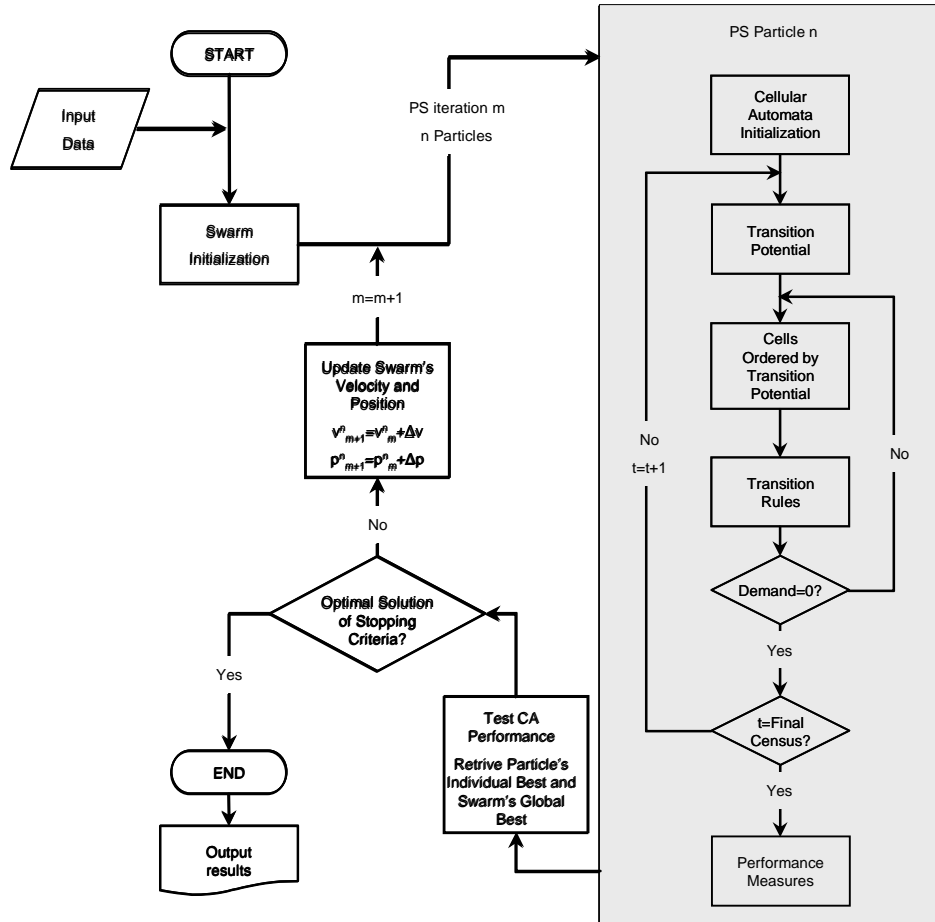 START
Input
Data
Swarm
Initialization
PS iteration m
n Particles
m=m+1
Update Swarm's
Velocity and
Position
vⁿₘ₊₁=vⁿₘ+Δv
pⁿₘ₊₁=pⁿₘ+Δp
No
Optimal Solution
of Stopping
Criteria?
Yes
END
Output
results
Test CA
Performance
Retrive Particle's
Individual Best and
Swarm's Global
Best
PS Particle n
Cellular
Automata
Initialization
Transition
Potential
Cells
Ordered by
Transition
Potential
No
t=t+1
No
Transition
Rules
Demand=0?
Yes
t=Final
Census?
Yes
Performance
Measures